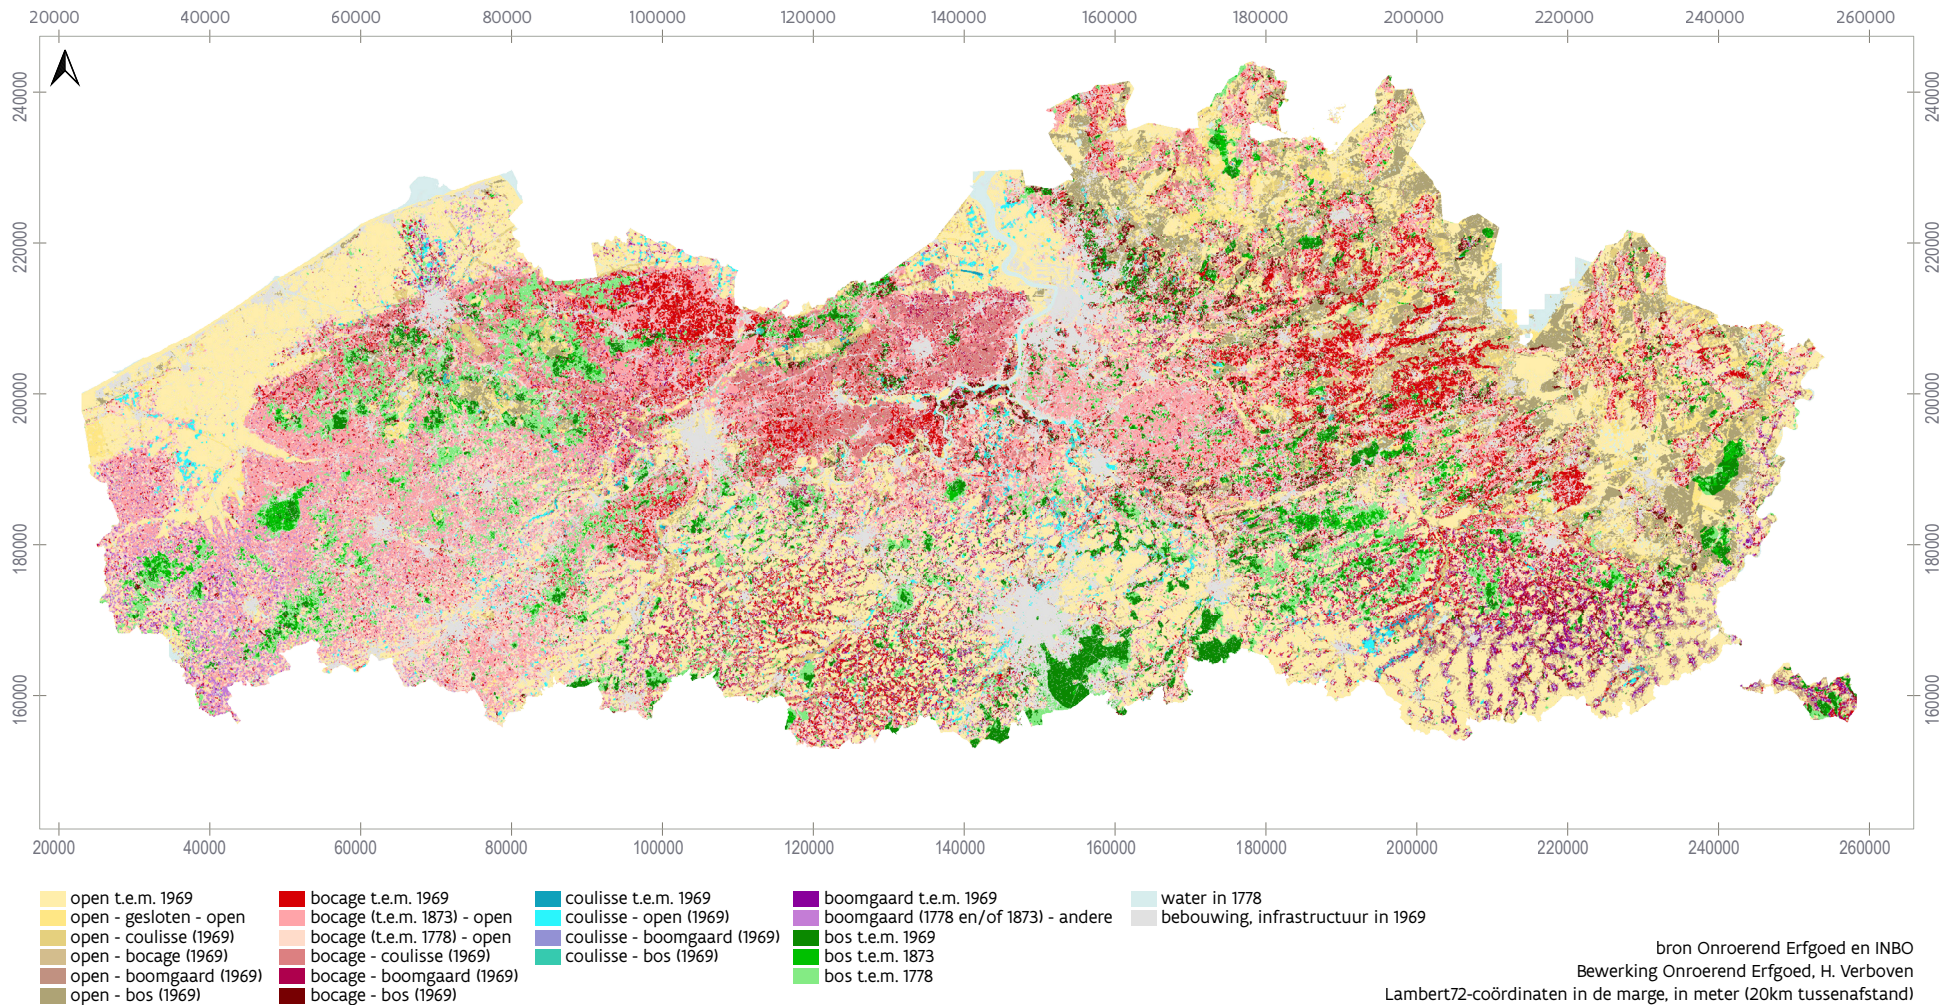 20000 40000 60000 80000 100000 120000 140000 160000 180000 200000 220000 240000 260000
240000 240000
220000 220000
200000 200000
180000 180000
160000 160000
20000 40000 60000 80000 100000 120000 140000 160000 180000 200000 220000 240000 260000
open t.e.m. 1969
open - gesloten - open
open - coulisse (1969)
open - bocage (1969)
open - boomgaard (1969)
open - bos (1969)
bocage t.e.m. 1969
bocage (t.e.m. 1873) - open
bocage (t.e.m. 1778) - open
bocage - coulisse (1969)
bocage - boomgaard (1969)
bocage - bos (1969)
coulisse t.e.m. 1969
coulisse - open (1969)
coulisse - boomgaard (1969)
coulisse - bos (1969)
boomgaard t.e.m. 1969
boomgaard (1778 en/of 1873) - andere
bos t.e.m. 1969
bos t.e.m. 1873
bos t.e.m. 1778
water in 1778
bebouwing, infrastructuur in 1969
bron Onroerend Erfgoed en INBO
Bewerking Onroerend Erfgoed, H. Verboven
Lambert72-coördinaten in de marge, in meter (20km tussenafstand)